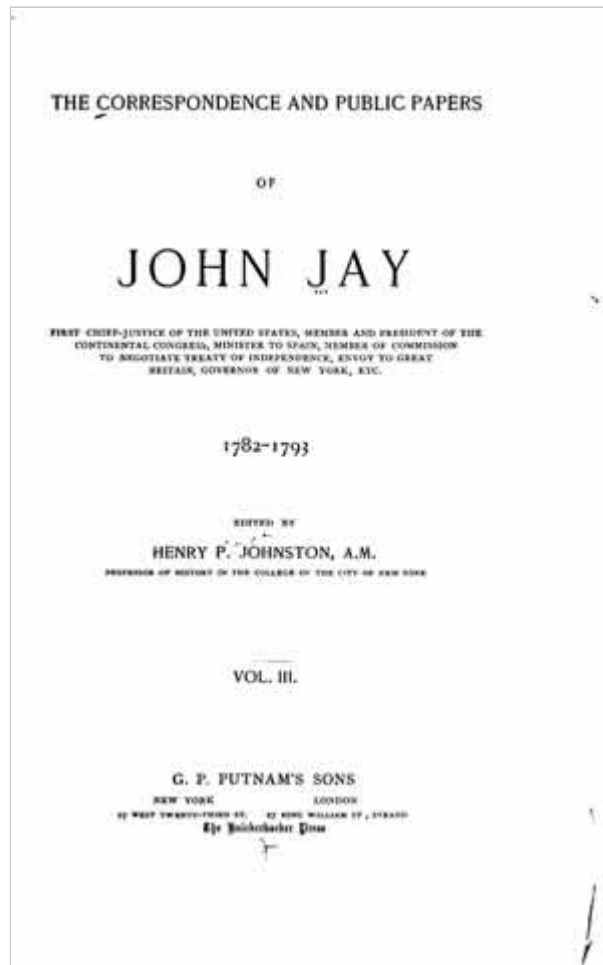 THE CORRESPONDENCE AND PUBLIC PAPERS
OF
JOHN JAY
FIRST CHIEF-JUSTICE OF THE UNITED STATES, MEMBER AND PRESIDENT OF THE
CONTINENTAL CONGRESS, MINISTER TO SPAIN, MEMBER OF COMMISSION
TO NEGOTIATE TREATY OF INDEPENDENCE, ENVOY TO GREAT
BRITAIN, GOVERNOR OF NEW YORK, ETC.
1782-1793
EDITED BY
HENRY P. JOHNSTON, A.M.
PROFESSOR OF HISTORY IN THE COLLEGE OF THE CITY OF NEW YORK
VOL. III.
G. P. PUTNAM'S SONS
NEW YORK LONDON
27 WEST TWENTY-THIRD ST. 27 KING WILLIAM ST., STRAND
The Knickerbocker Press